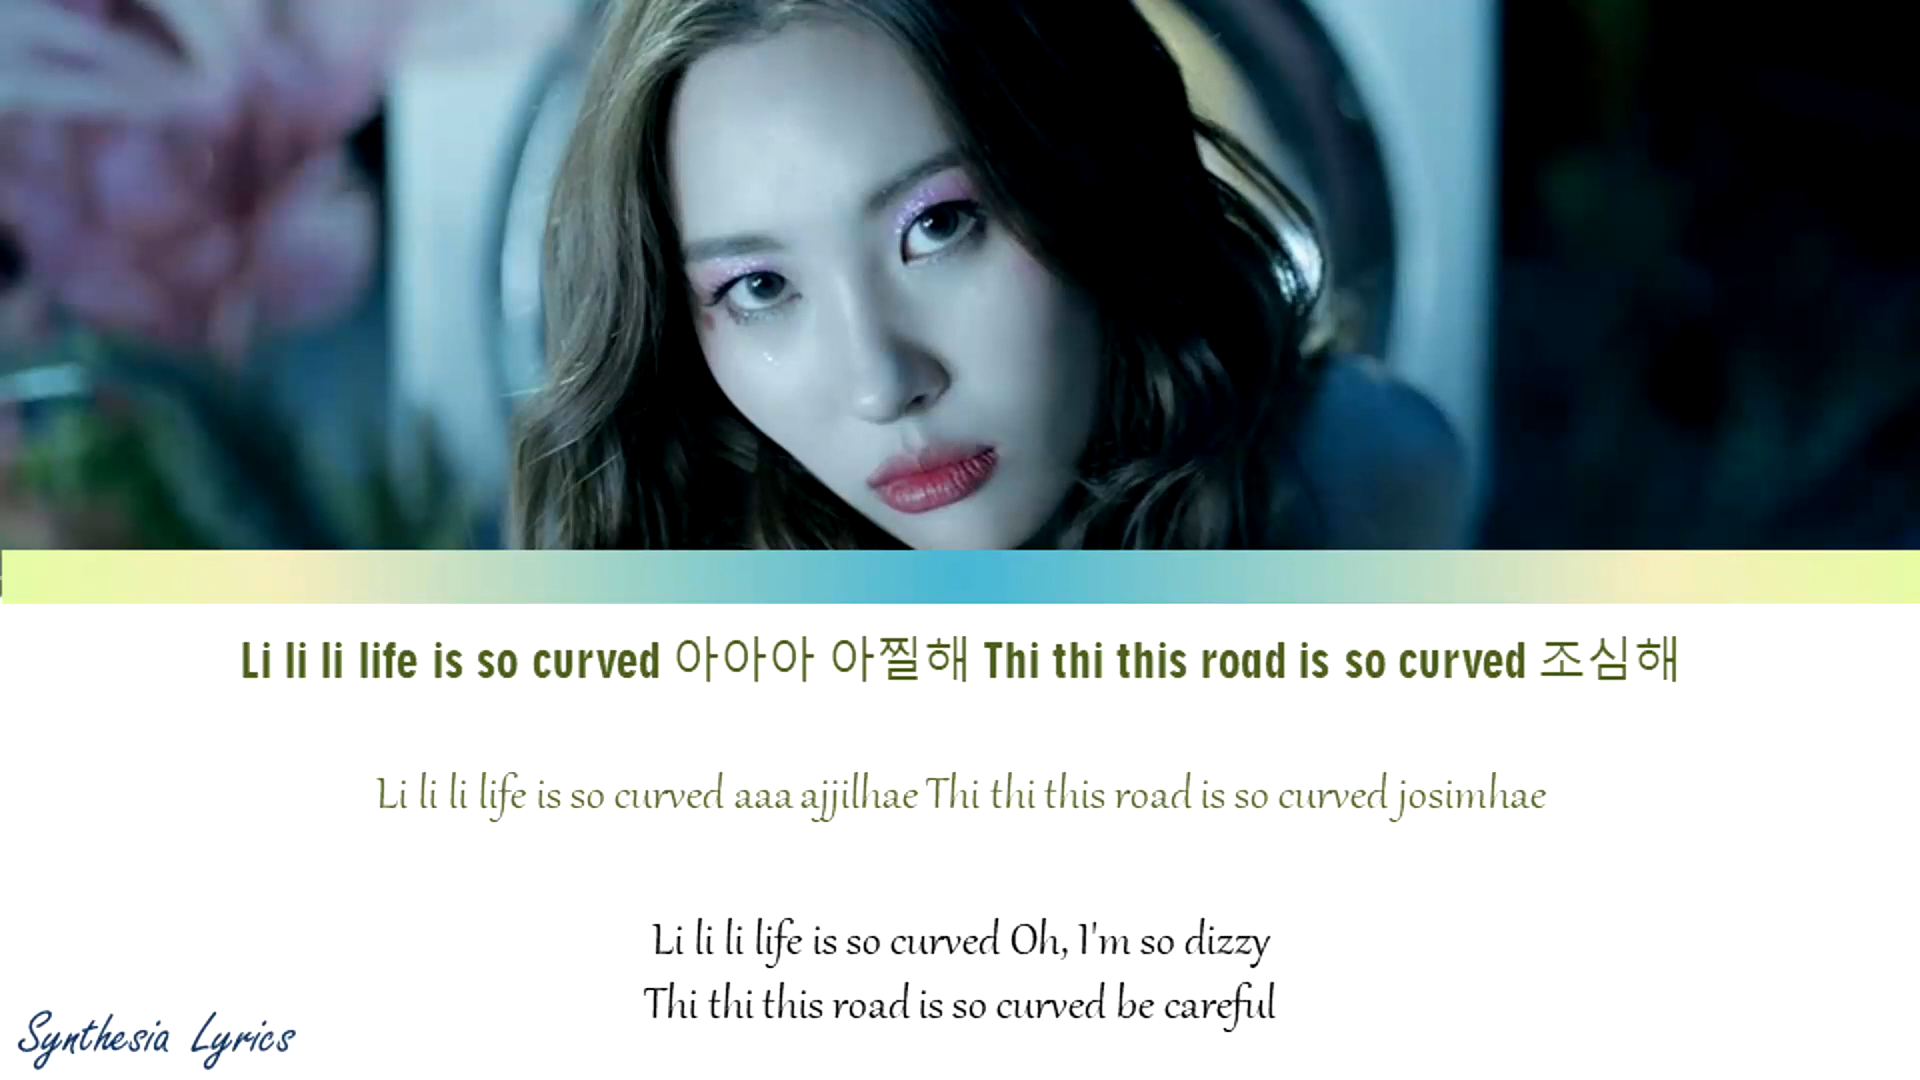 Li li li life is so curved 아아아 아찔해 Thi thi this road is so curved 조심해
Li li li life is so curved aaa ajjilhae Thi thi this road is so curved josimhae
Li li li life is so curved Oh, I'm so dizzy
Thi thi this road is so curved be careful
Synthesia Lyrics